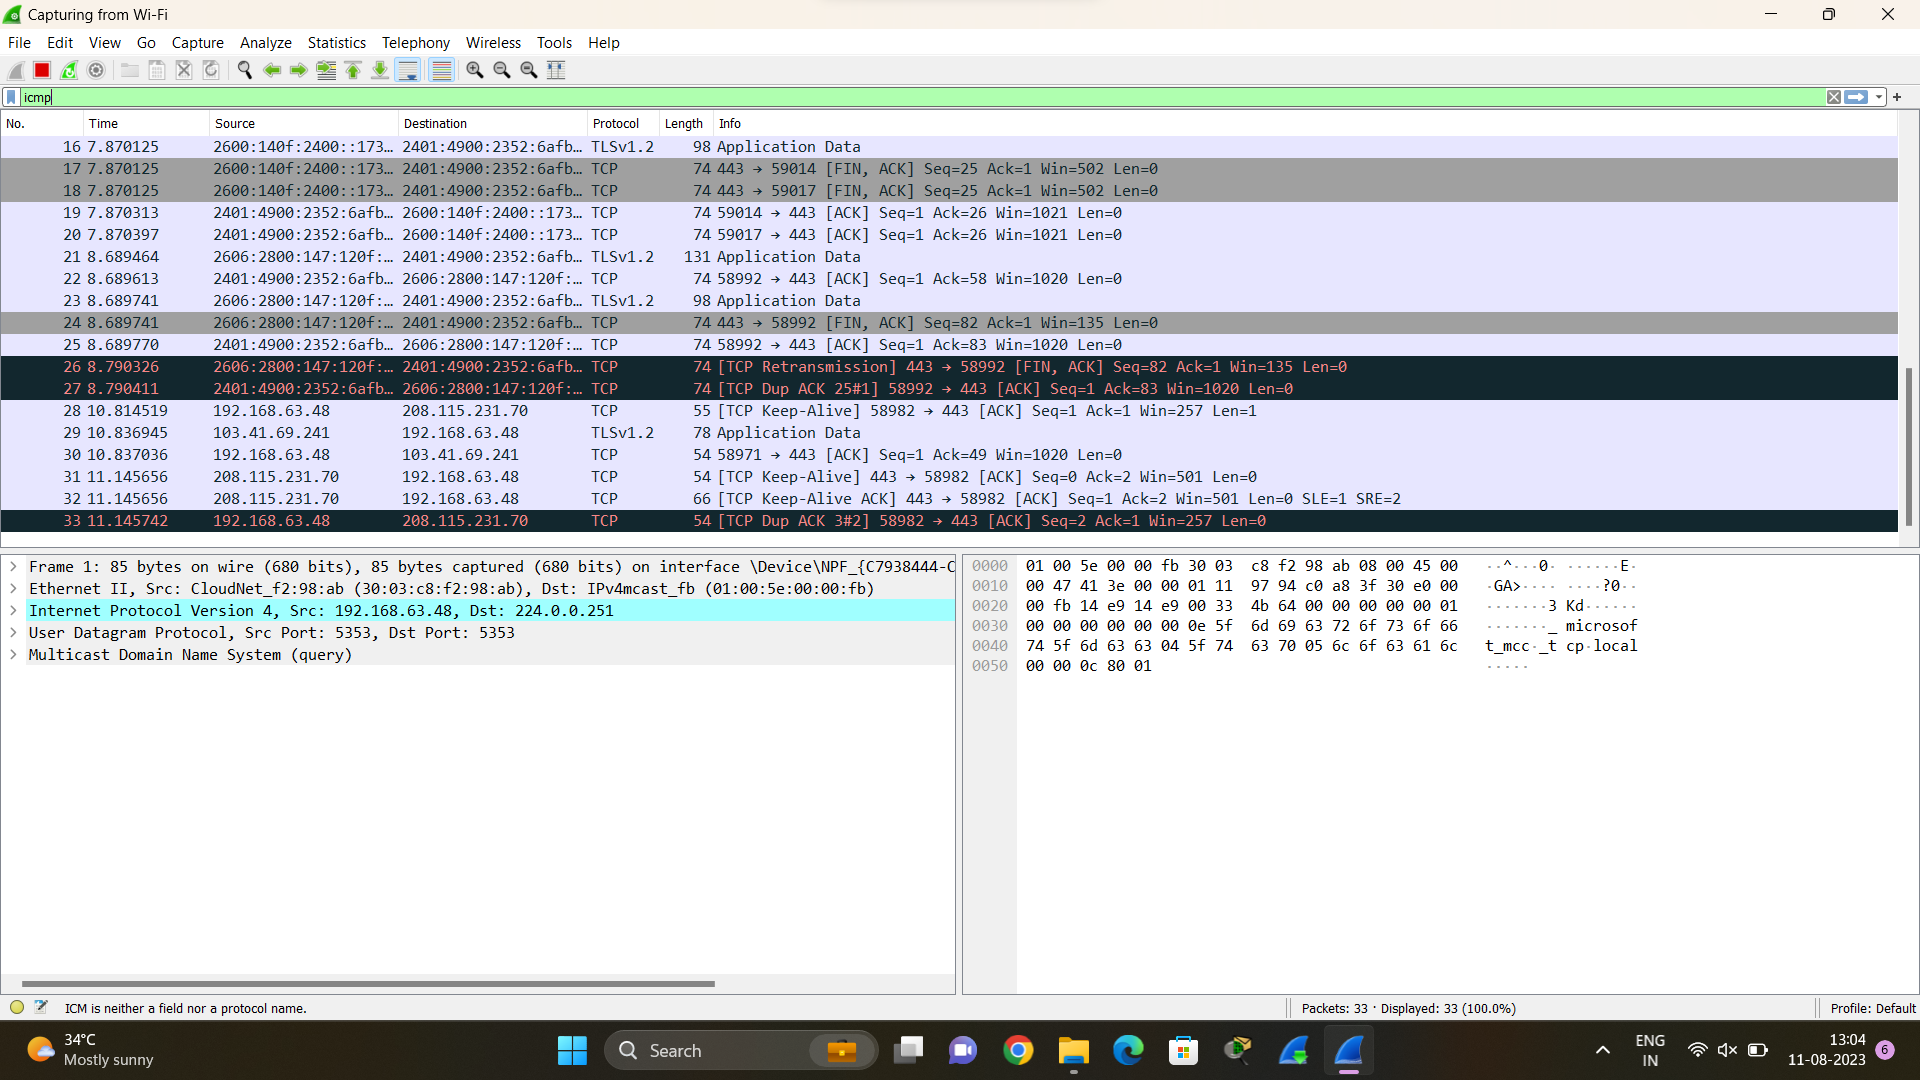 Capturing from Wi-Fi
File Edit View Go Capture Analyze Statistics Telephony Wireless Tools Help
icmp
No. Time Source Destination Protocol Length Info
16 7.870125 2600:140f:2400::173… 2401:4900:2352:6afb… TLSv1.2 98 Application Data
17 7.870125 2600:140f:2400::173… 2401:4900:2352:6afb… TCP 74 443 → 59014 [FIN, ACK] Seq=25 Ack=1 Win=502 Len=0
18 7.870125 2600:140f:2400::173… 2401:4900:2352:6afb… TCP 74 443 → 59017 [FIN, ACK] Seq=25 Ack=1 Win=502 Len=0
19 7.870313 2401:4900:2352:6afb… 2600:140f:2400::173… TCP 74 59014 → 443 [ACK] Seq=1 Ack=26 Win=1021 Len=0
20 7.870397 2401:4900:2352:6afb… 2600:140f:2400::173… TCP 74 59017 → 443 [ACK] Seq=1 Ack=26 Win=1021 Len=0
21 8.689464 2606:2800:147:120f:… 2401:4900:2352:6afb… TLSv1.2 131 Application Data
22 8.689613 2401:4900:2352:6afb… 2606:2800:147:120f:… TCP 74 58992 → 443 [ACK] Seq=1 Ack=58 Win=1020 Len=0
23 8.689741 2606:2800:147:120f:… 2401:4900:2352:6afb… TLSv1.2 98 Application Data
24 8.689741 2606:2800:147:120f:… 2401:4900:2352:6afb… TCP 74 443 → 58992 [FIN, ACK] Seq=82 Ack=1 Win=135 Len=0
25 8.689770 2401:4900:2352:6afb… 2606:2800:147:120f:… TCP 74 58992 → 443 [ACK] Seq=1 Ack=83 Win=1020 Len=0
26 8.790326 2606:2800:147:120f:… 2401:4900:2352:6afb… TCP 74 [TCP Retransmission] 443 → 58992 [FIN, ACK] Seq=82 Ack=1 Win=135 Len=0
27 8.790411 2401:4900:2352:6afb… 2606:2800:147:120f:… TCP 74 [TCP Dup ACK 25#1] 58992 → 443 [ACK] Seq=1 Ack=83 Win=1020 Len=0
28 10.814519 192.168.63.48 208.115.231.70 TCP 55 [TCP Keep-Alive] 58982 → 443 [ACK] Seq=1 Ack=1 Win=257 Len=1
29 10.836945 103.41.69.241 192.168.63.48 TLSv1.2 78 Application Data
30 10.837036 192.168.63.48 103.41.69.241 TCP 54 58971 → 443 [ACK] Seq=1 Ack=49 Win=1020 Len=0
31 11.145656 208.115.231.70 192.168.63.48 TCP 54 [TCP Keep-Alive] 443 → 58982 [ACK] Seq=0 Ack=2 Win=501 Len=0
32 11.145656 208.115.231.70 192.168.63.48 TCP 66 [TCP Keep-Alive ACK] 443 → 58982 [ACK] Seq=1 Ack=2 Win=501 Len=0 SLE=1 SRE=2
33 11.145742 192.168.63.48 208.115.231.70 TCP 54 [TCP Dup ACK 3#2] 58982 → 443 [ACK] Seq=2 Ack=1 Win=257 Len=0
Frame 1: 85 bytes on wire (680 bits), 85 bytes captured (680 bits) on interface \Device\NPF_{C7938444-C
Ethernet II, Src: CloudNet_f2:98:ab (30:03:c8:f2:98:ab), Dst: IPv4mcast_fb (01:00:5e:00:00:fb)
Internet Protocol Version 4, Src: 192.168.63.48, Dst: 224.0.0.251
User Datagram Protocol, Src Port: 5353, Dst Port: 5353
Multicast Domain Name System (query)
0000 01 00 5e 00 00 fb 30 03 c8 f2 98 ab 08 00 45 00 ··^···0· ······E·
0010 00 47 41 3e 00 00 01 11 97 94 c0 a8 3f 30 e0 00 ·GA>···· ····?0··
0020 00 fb 14 e9 14 e9 00 33 4b 64 00 00 00 00 00 01 ·······3 Kd······
0030 00 00 00 00 00 00 0e 5f 6d 69 63 72 6f 73 6f 66 ·······_ microsof
0040 74 5f 6d 63 63 04 5f 74 63 70 05 6c 6f 63 61 6c t_mcc·_t cp·local
0050 00 00 0c 80 01 ·····
ICM is neither a field nor a protocol name.
Packets: 33 · Displayed: 33 (100.0%)
Profile: Default
34°C
Mostly sunny
Search
ENG
IN
13:04
11-08-2023
6